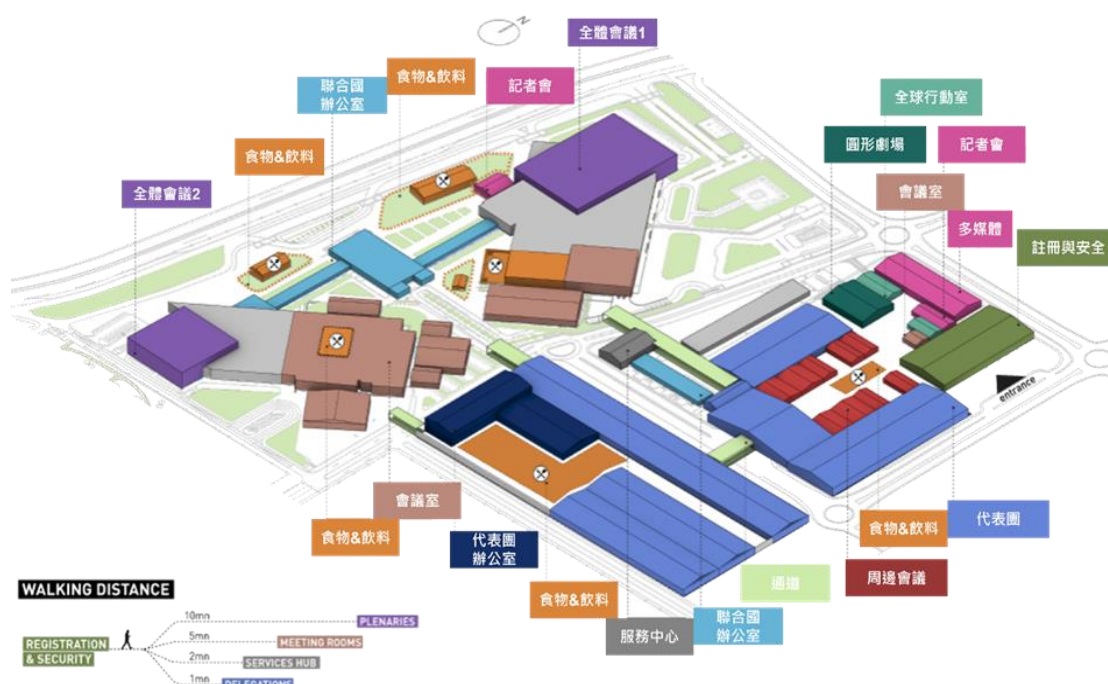 N
全體會議1
食物&飲料
聯合國
辦公室
記者會
全球行動室
圓形劇場
記者會
食物&飲料
會議室
全體會議2
多媒體
註冊與安全
entrance
會議室
食物&飲料
代表團
辦公室
食物&飲料
代表團
通道
周邊會議
食物&飲料
服務中心
聯合國
辦公室
WALKING DISTANCE
10mn
PLENARIES
5mn
MEETING ROOMS
REGISTRATION
& SECURITY
2mn
SERVICES HUB
1mn
DELEGATIONS